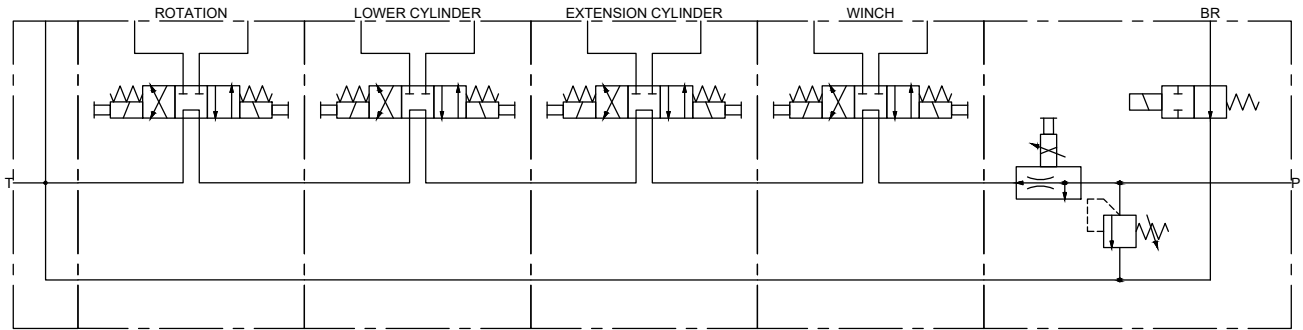 ROTATION LOWER CYLINDER EXTENSION CYLINDER WINCH BR
T P